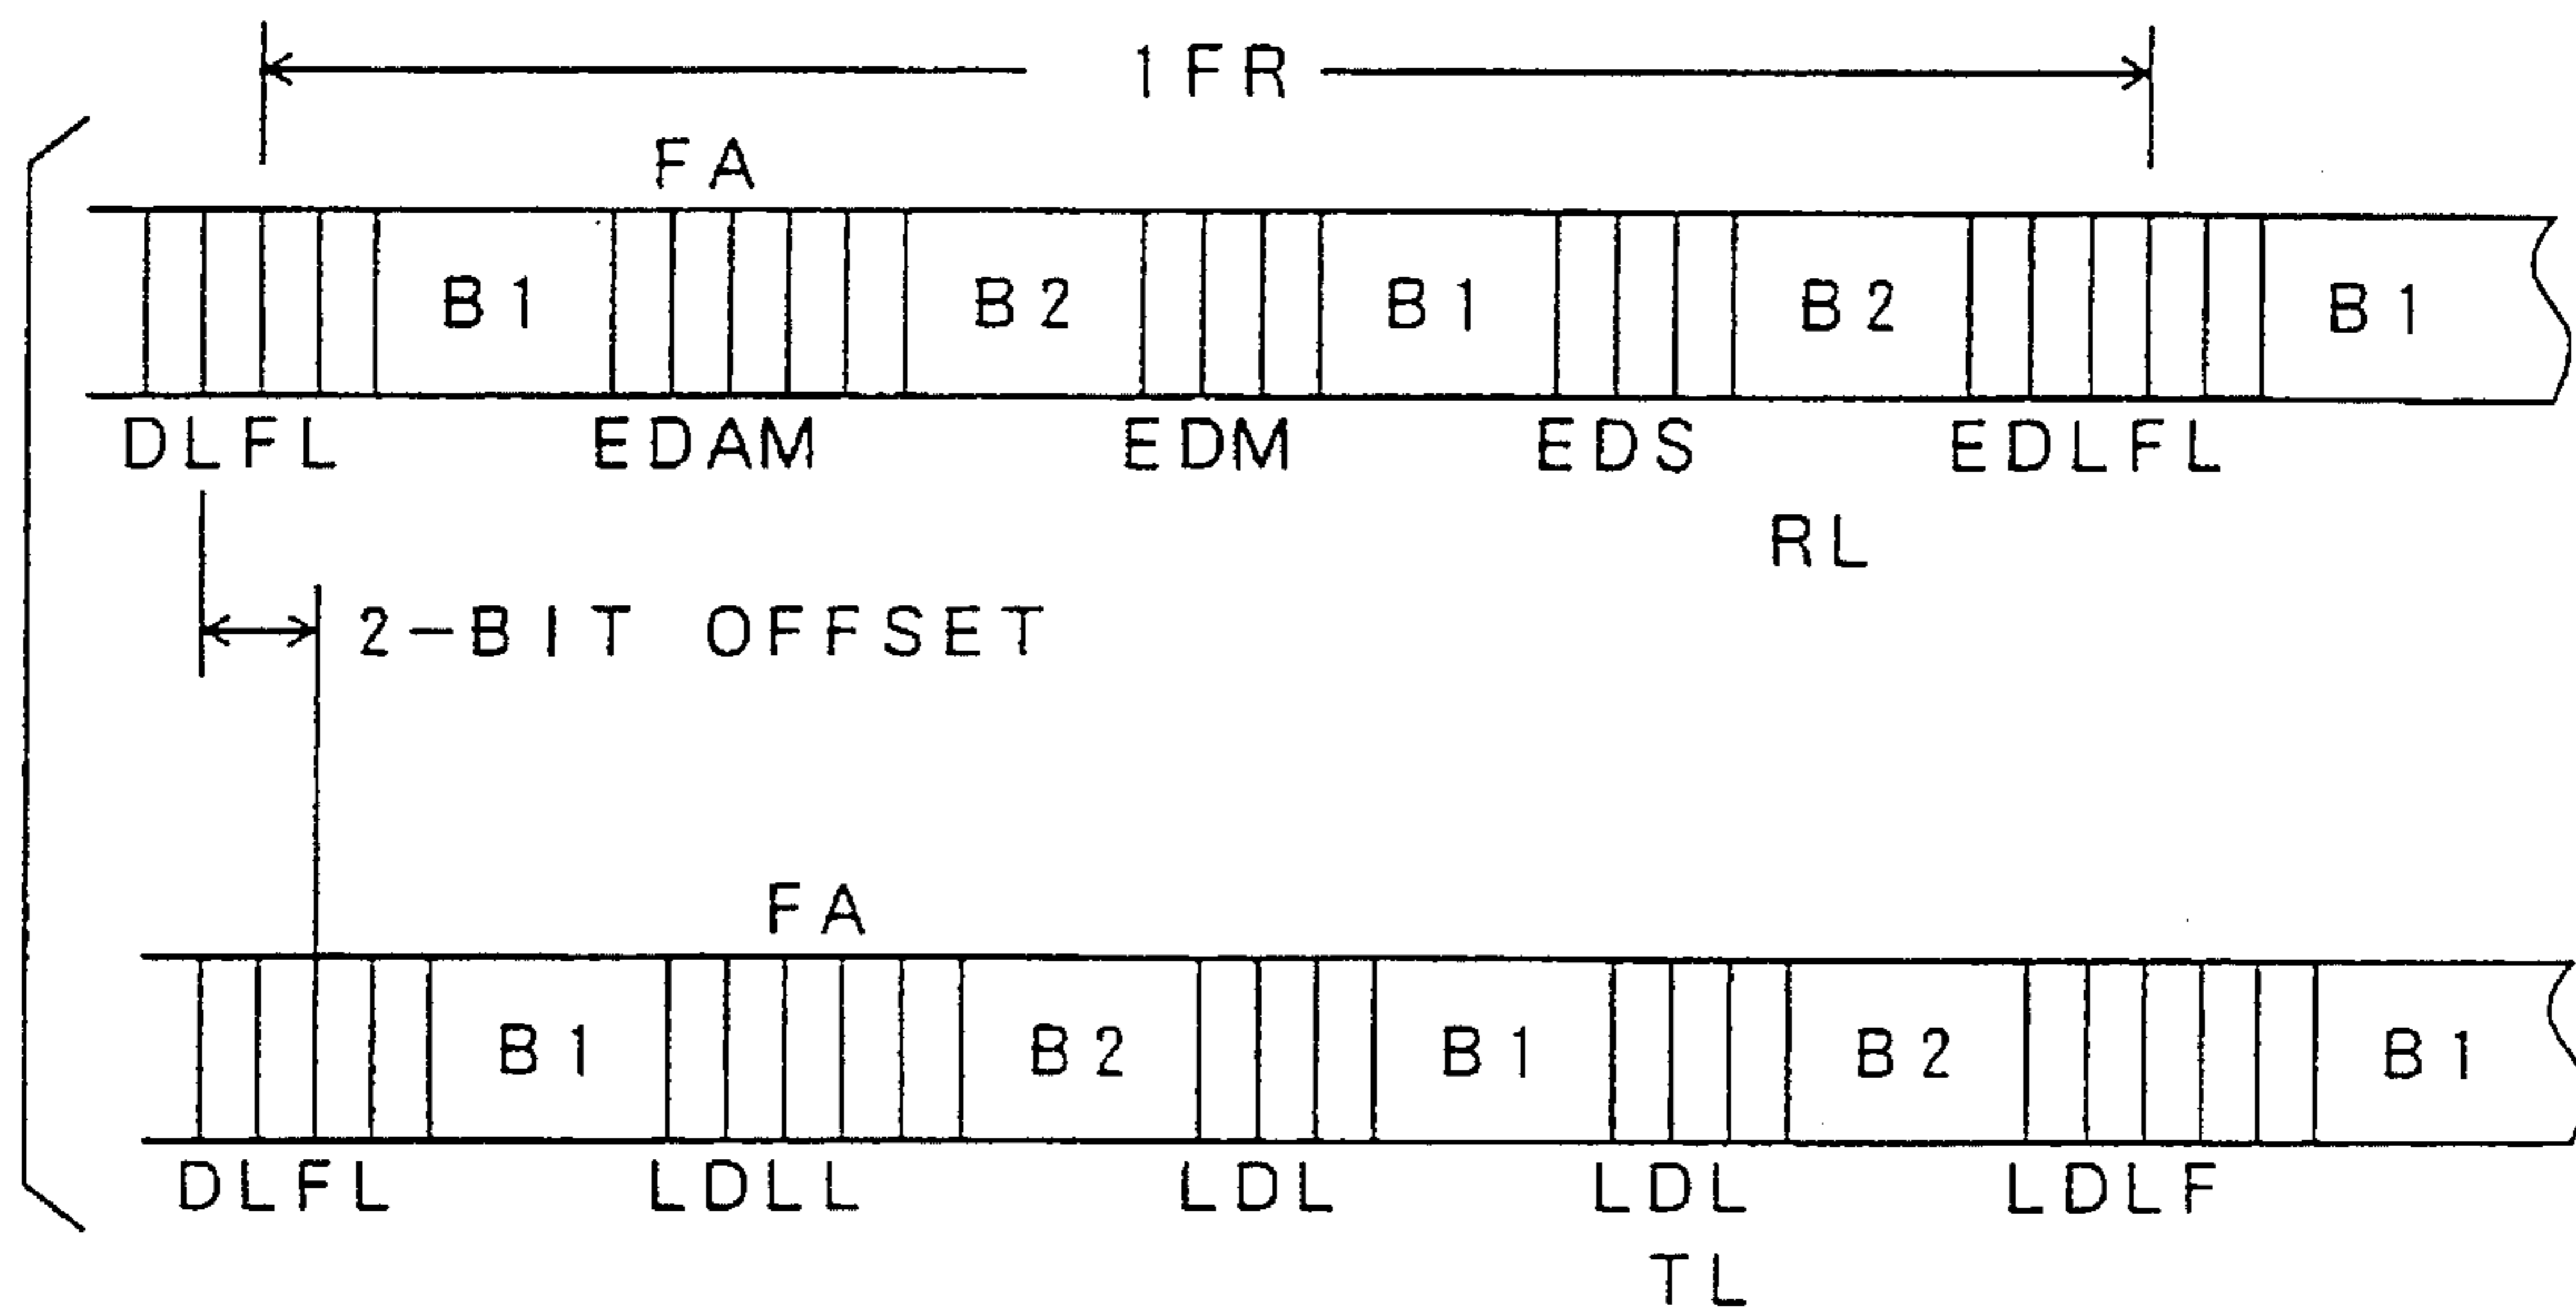 1FR
FA
B1 B2 B1 B2 B1
DLFL EDAM EDM EDS EDLFL
RL
2-BIT OFFSET
FA
B1 B2 B1 B2 B1
DLFL LDLL LDL LDL LDLF
TL